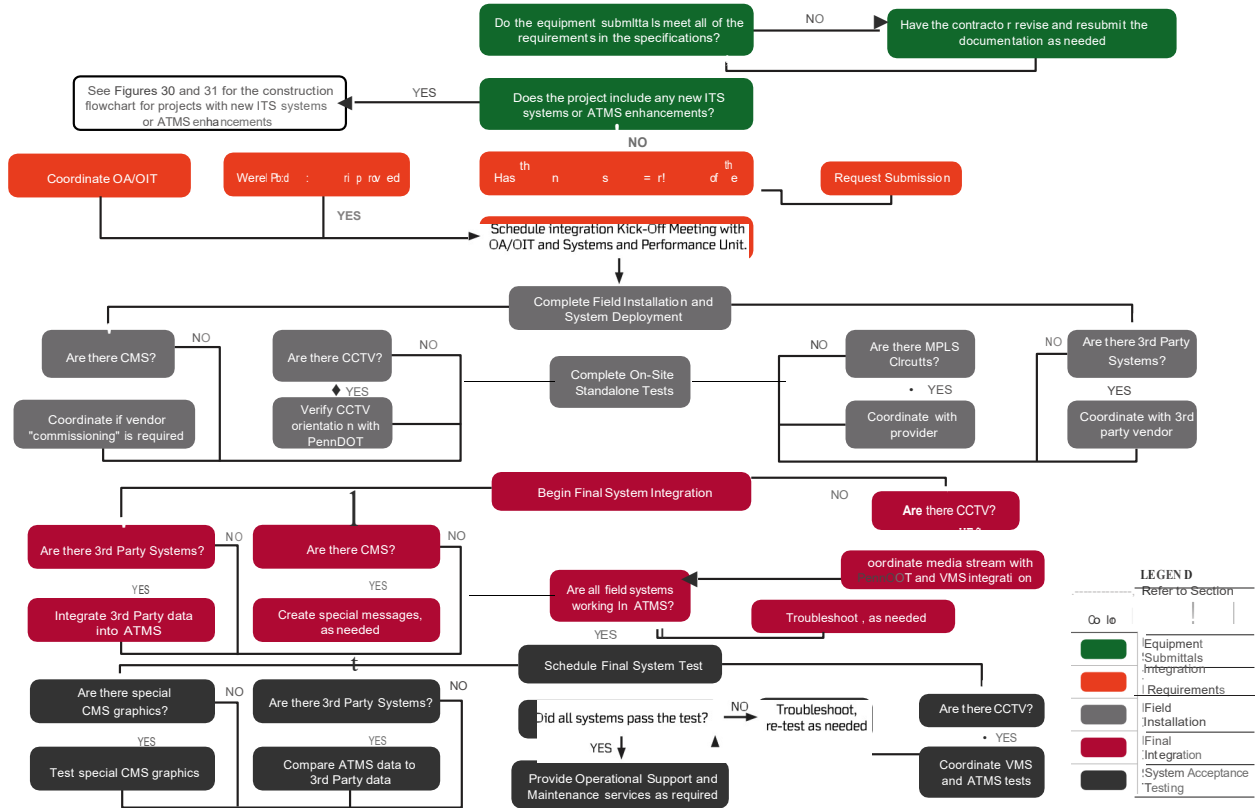 Do the equipment submittals meet all of the
requirements in the specifications?
NO
Have the contractor revise and resubmit the
documentation as needed
See Figures 30 and 31 for the construction
flowchart for projects with new ITS systems
or ATMS enhancements
YES
Does the project include any new ITS
systems or ATMS enhancements?
NO
Coordinate OA/OIT
Has
Request Submission
YES
Schedule integration Kick-Off Meeting with
OA/OIT and Systems and Performance Unit.
Complete Field Installation and
System Deployment
Are there CMS?
NO
Are there CCTV?
NO
YES
Complete On-Site
Standalone Tests
NO
Are there MPLS
Circutts?
YES
NO
Are there 3rd Party
Systems?
YES
Coordinate if vendor
"commissioning" is required
Verify CCTV
orientation with
PennDOT
Coordinate with
provider
Coordinate with 3rd
party vendor
Begin Final System Integration
NO
Are there CCTV?
Are there 3rd Party Systems?
NO
Are there CMS?
NO
YES
YES
Integrate 3rd Party data
into ATMS
Create special messages,
as needed
Are all field systems
working In ATMS?
oordinate media stream with
PennDOT and VMS integration
Troubleshoot, as needed
YES
Schedule Final System Test
Are there special
CMS graphics?
NO
Are there 3rd Party Systems?
NO
YES
YES
Test special CMS graphics
Compare ATMS data to
3rd Party data
Did all systems pass the test?
NO
Troubleshoot,
re-test as needed
YES
Provide Operational Support and
Maintenance services as required
Are there CCTV?
YES
Coordinate VMS
and ATMS tests
LEGEND
Refer to Section
Equipment
Submittals
Integration
Requirements
Field
Installation
Final
Integration
System Acceptance
Testing